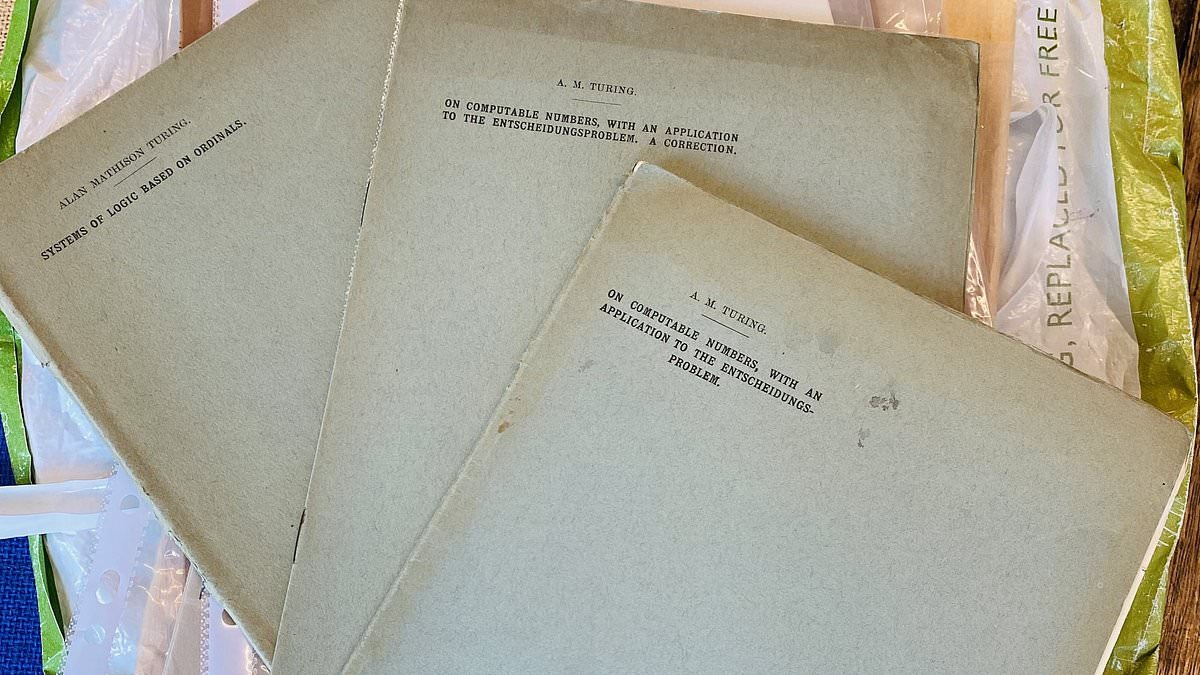 ALAN MATHISON TURING.
SYSTEMS OF LOGIC BASED ON ORDINALS.
A. M. TURING.
ON COMPUTABLE NUMBERS, WITH AN APPLICATION
TO THE ENTSCHEIDUNGSPROBLEM. A CORRECTION.
A. M. TURING.
ON COMPUTABLE NUMBERS, WITH AN
APPLICATION TO THE ENTSCHEIDUNGS-
PROBLEM.
REPLACED FOR FREE